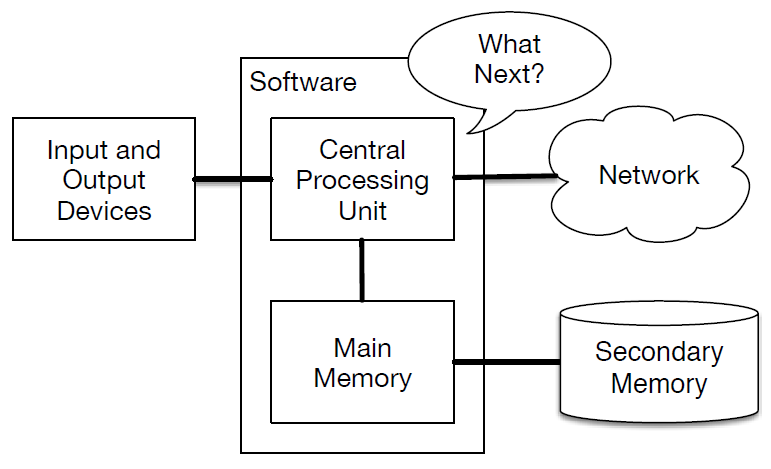 What
Next?
Software
Input and
Output
Devices
Central
Processing
Unit
Network
Main
Memory
Secondary
Memory